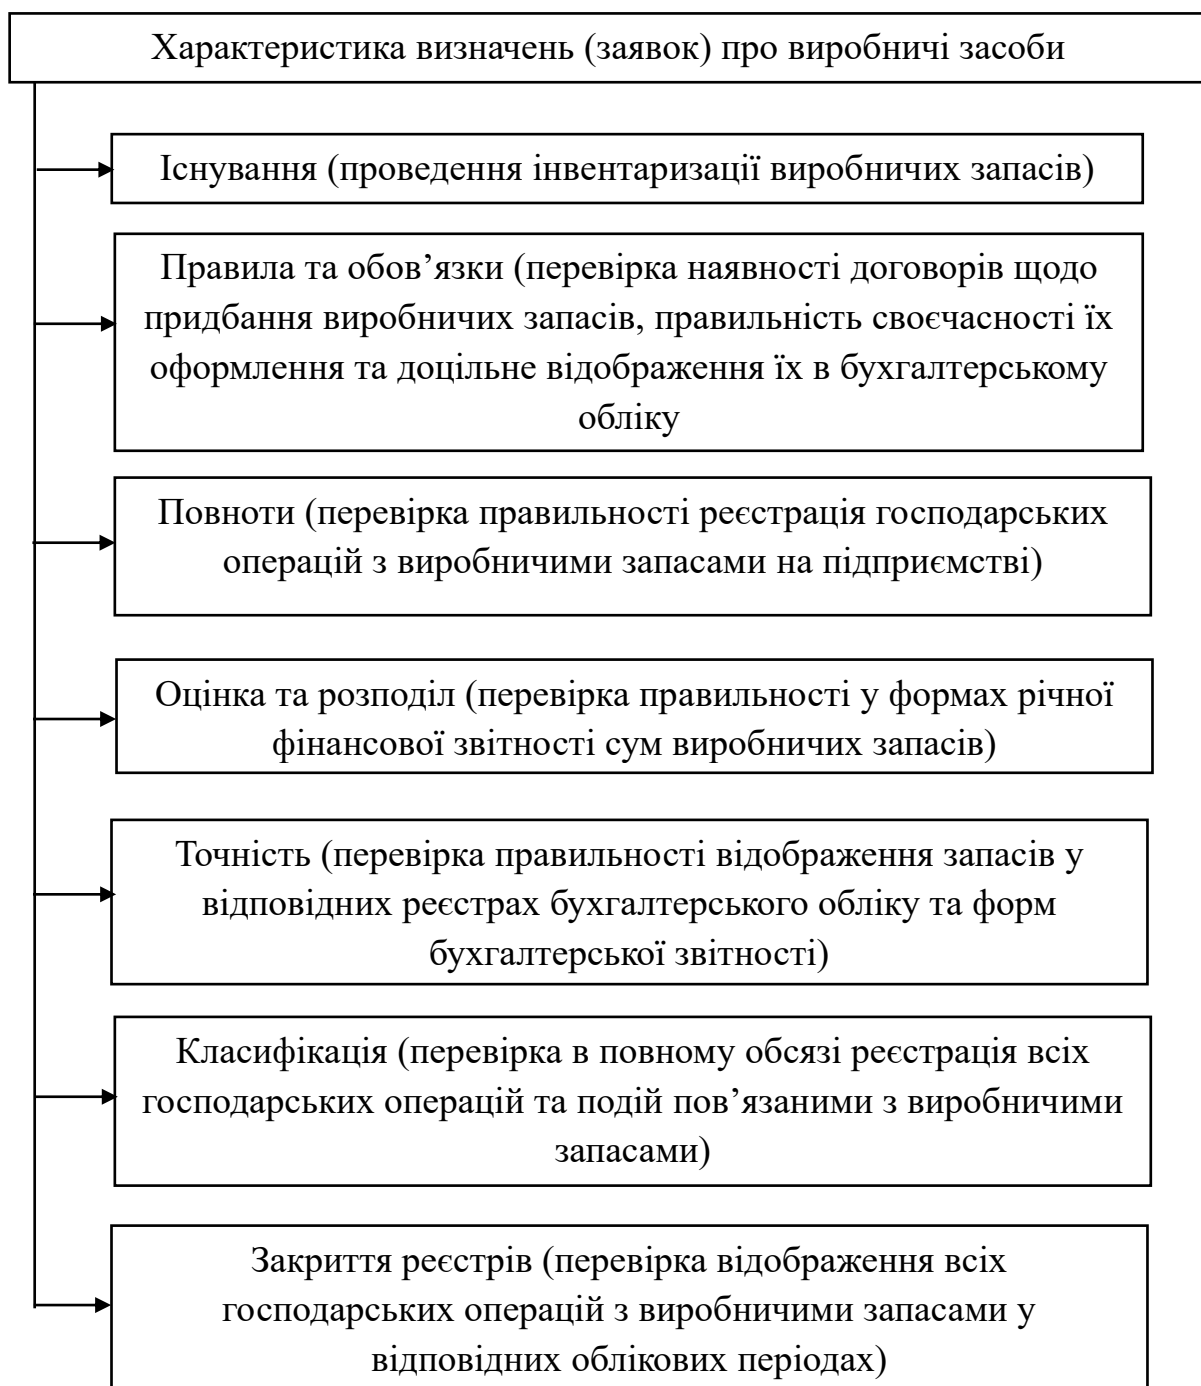 Характеристика визначень (заявок) про виробничі засоби
Існування (проведення інвентаризації виробничих запасів)
Правила та обов’язки (перевірка наявності договорів щодо
придбання виробничих запасів, правильність своєчасності їх
оформлення та доцільне відображення їх в бухгалтерському
обліку
Повноти (перевірка правильності реєстрація господарських
операцій з виробничими запасами на підприємстві)
Оцінка та розподіл (перевірка правильності у формах річної
фінансової звітності сум виробничих запасів)
Точність (перевірка правильності відображення запасів у
відповідних реєстрах бухгалтерського обліку та форм
бухгалтерської звітності)
Класифікація (перевірка в повному обсязі реєстрація всіх
господарських операцій та подій пов’язаними з виробничими
запасами)
Закриття реєстрів (перевірка відображення всіх
господарських операцій з виробничими запасами у
відповідних облікових періодах)